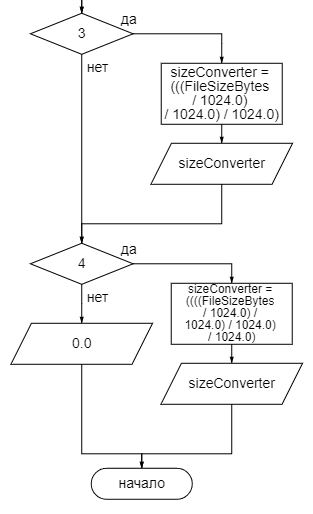 3
да
нет
sizeConverter =
(((FileSizeBytes
/ 1024.0)
/ 1024.0) / 1024.0)
sizeConverter
4
да
нет
sizeConverter =
((((FileSizeBytes
/ 1024.0) /
1024.0) / 1024.0)
/ 1024.0)
0.0
sizeConverter
начало